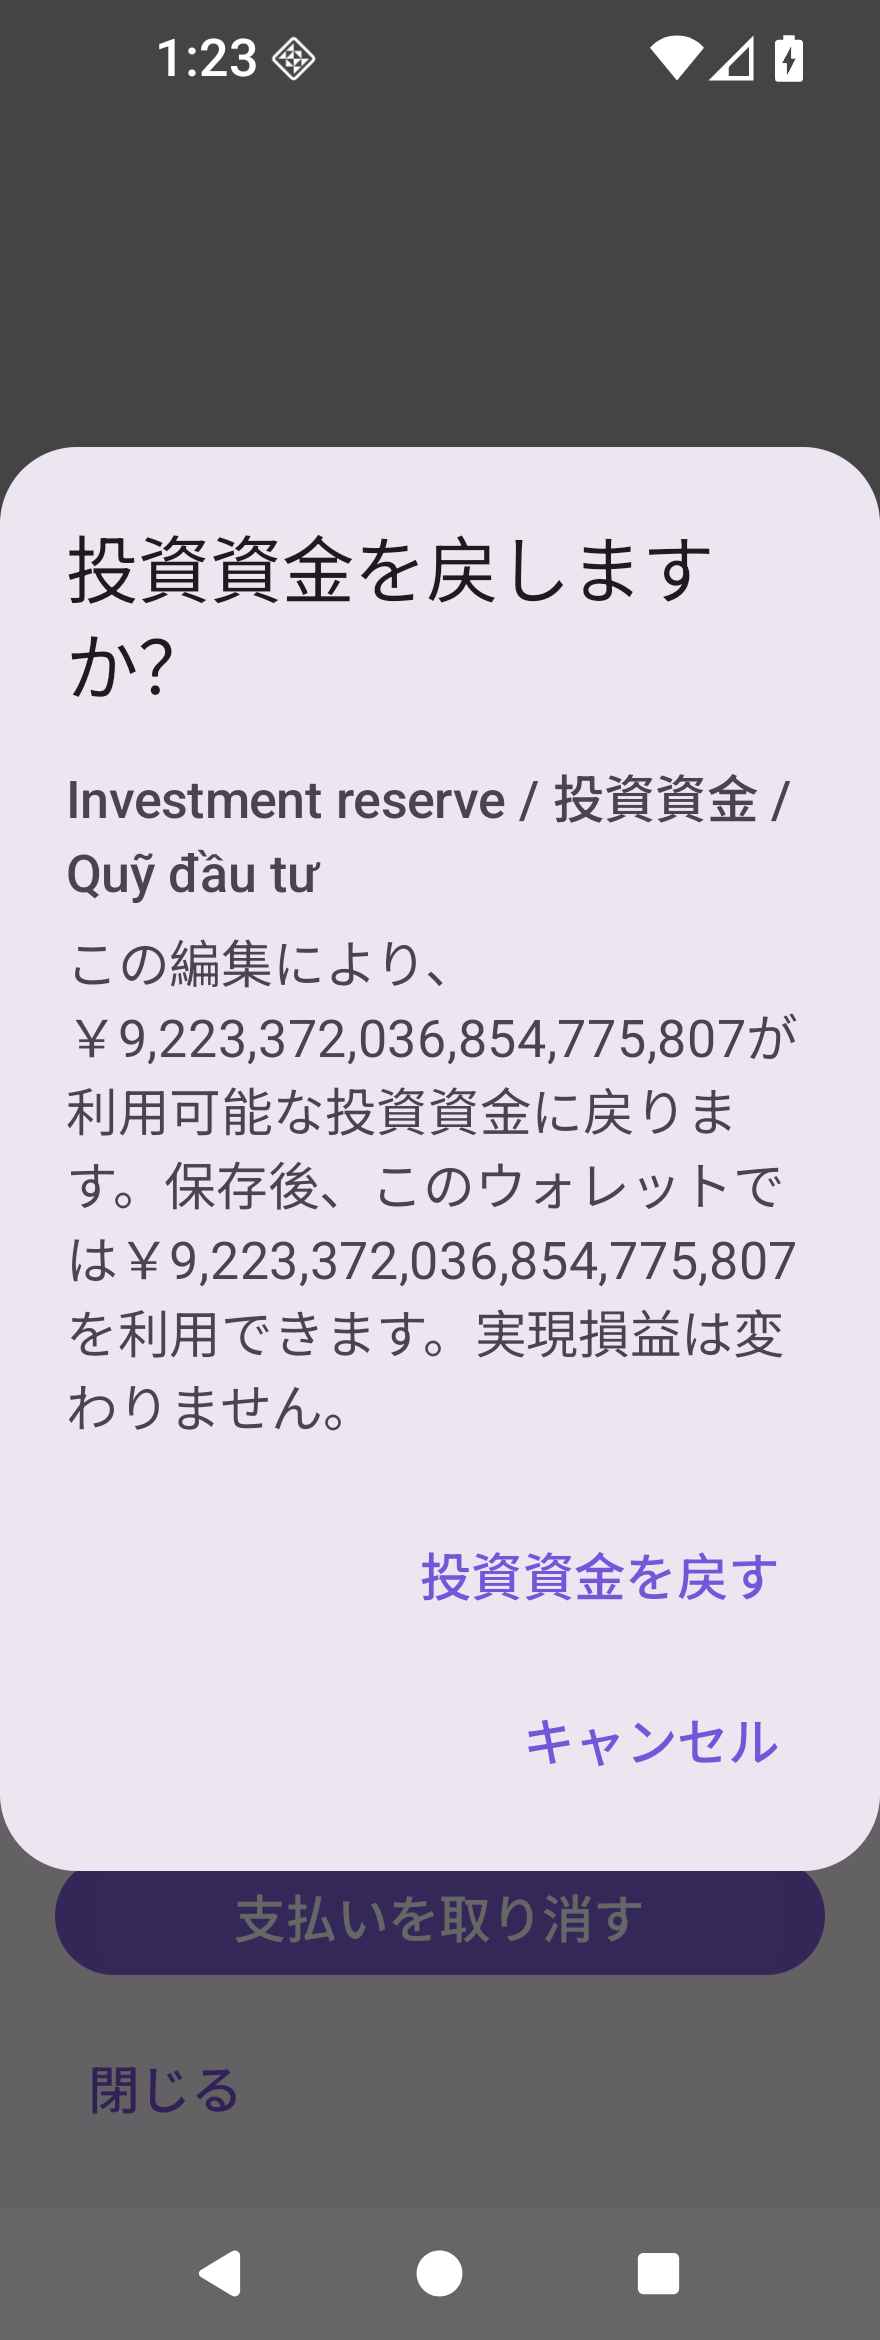 1:23
投資資金を戻します
か?
Investment reserve / 投資資金 /
Quỹ đầu tư
この編集により、
￥9,223,372,036,854,775,807が
利用可能な投資資金に戻りま
す。保存後、このウォレットで
は￥9,223,372,036,854,775,807
を利用できます。実現損益は変
わりません。
投資資金を戻す
キャンセル
支払いを取り消す
閉じる